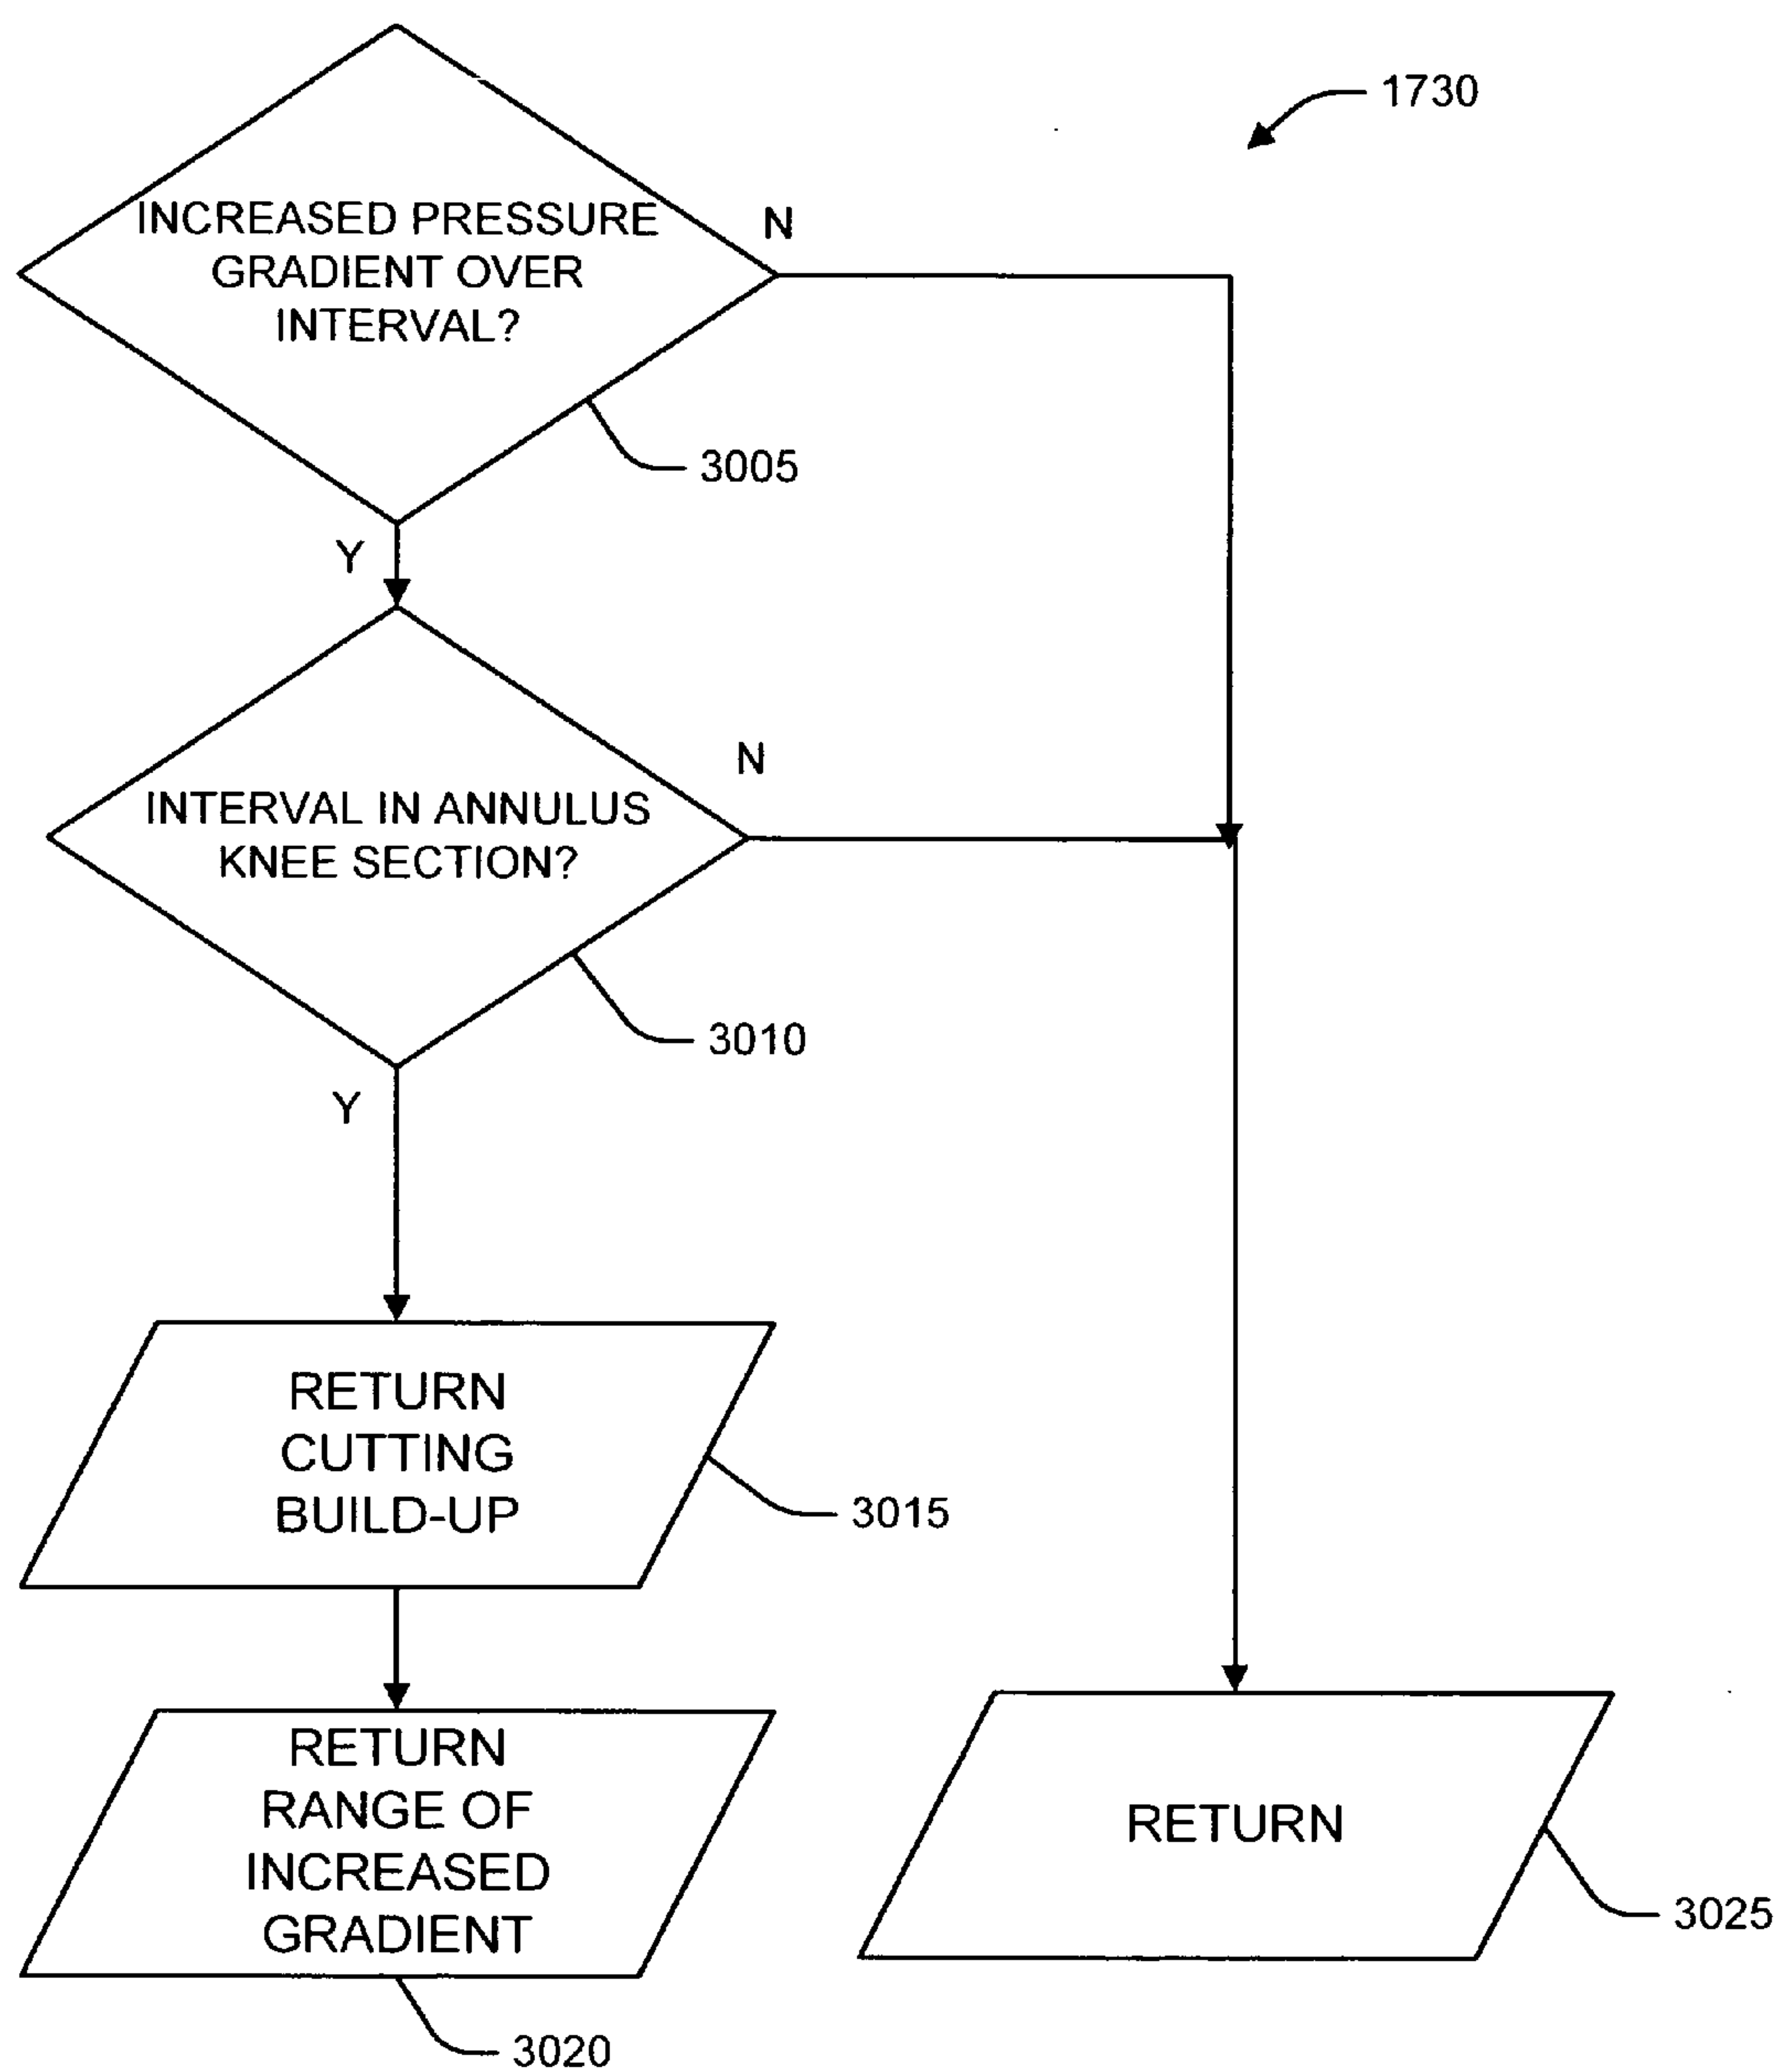 1730
INCREASED PRESSURE
GRADIENT OVER
INTERVAL?
N
3005
Y
INTERVAL IN ANNULUS
KNEE SECTION?
N
3010
Y
RETURN
CUTTING
BUILD-UP
3015
RETURN
RANGE OF
INCREASED
GRADIENT
3020
RETURN
3025